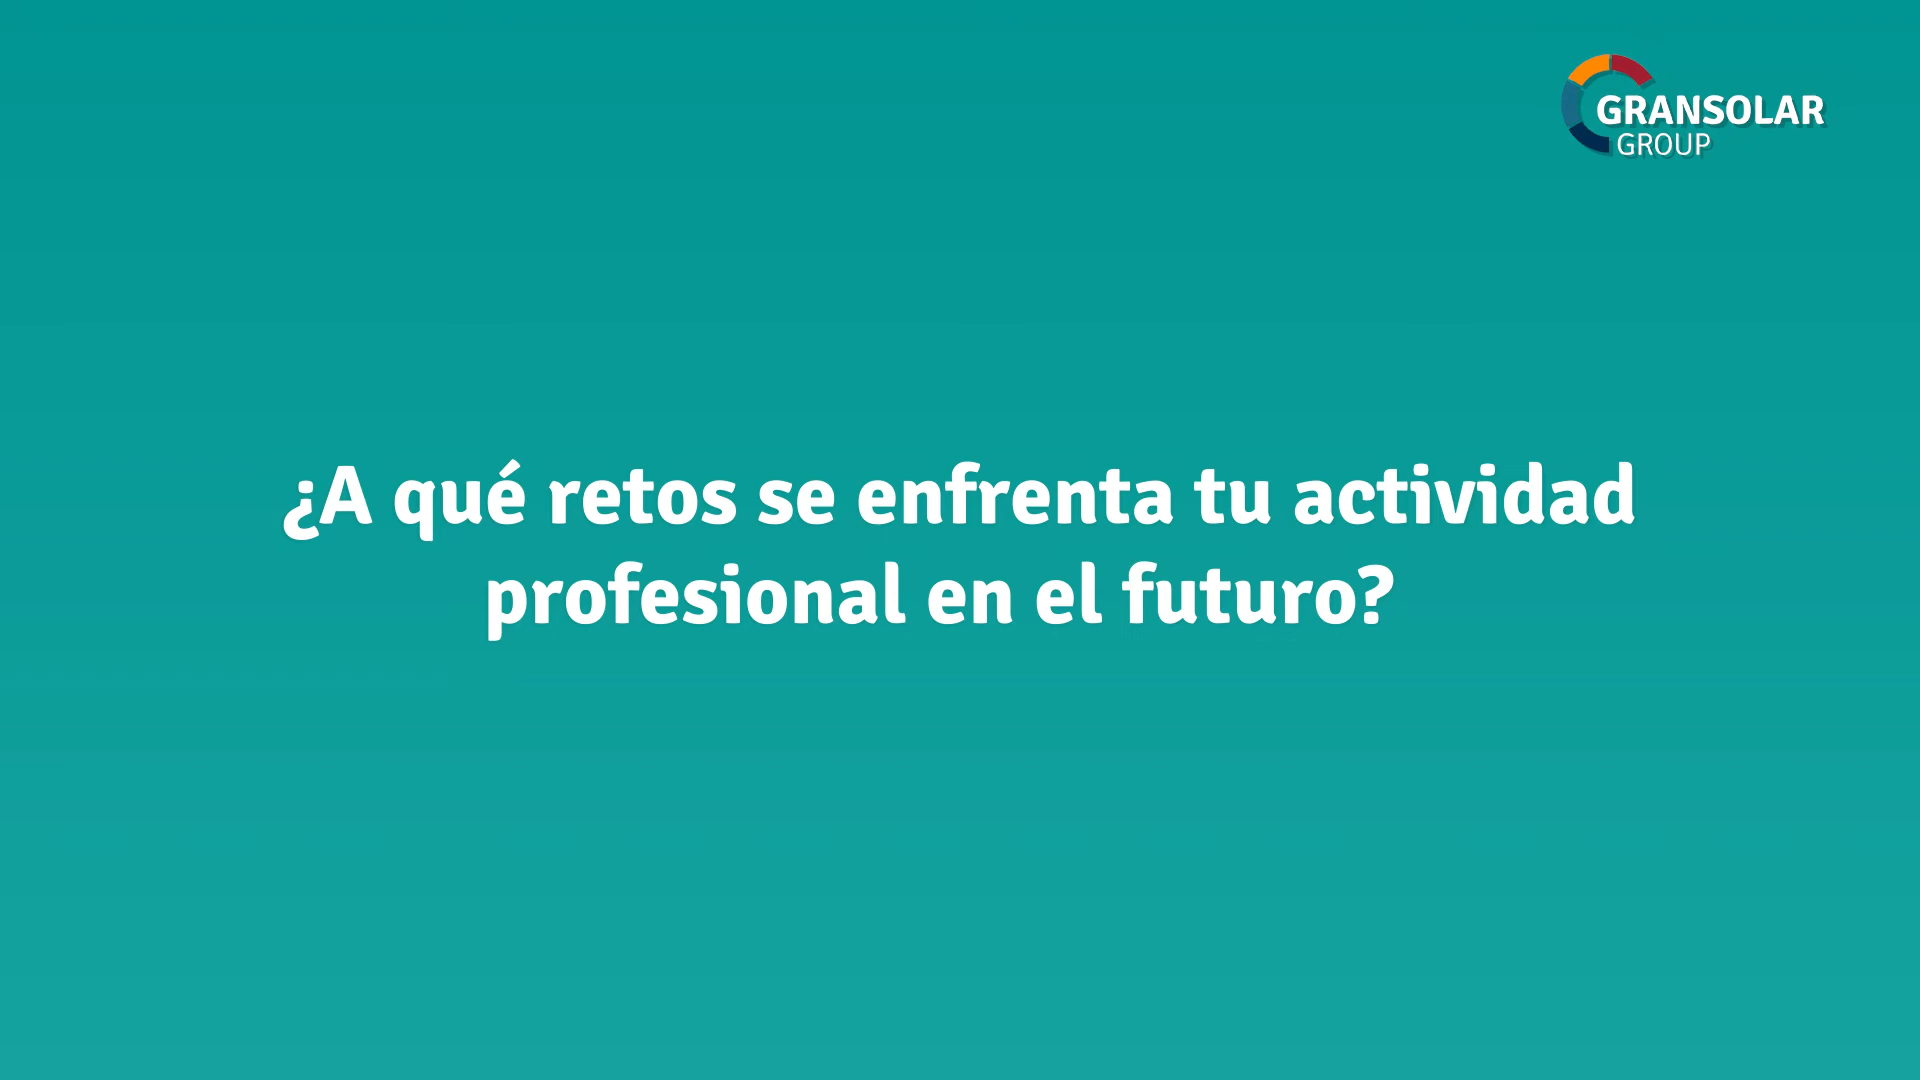 GRANSOLAR
GROUP
¿A qué retos se enfrenta tu actividad
profesional en el futuro?